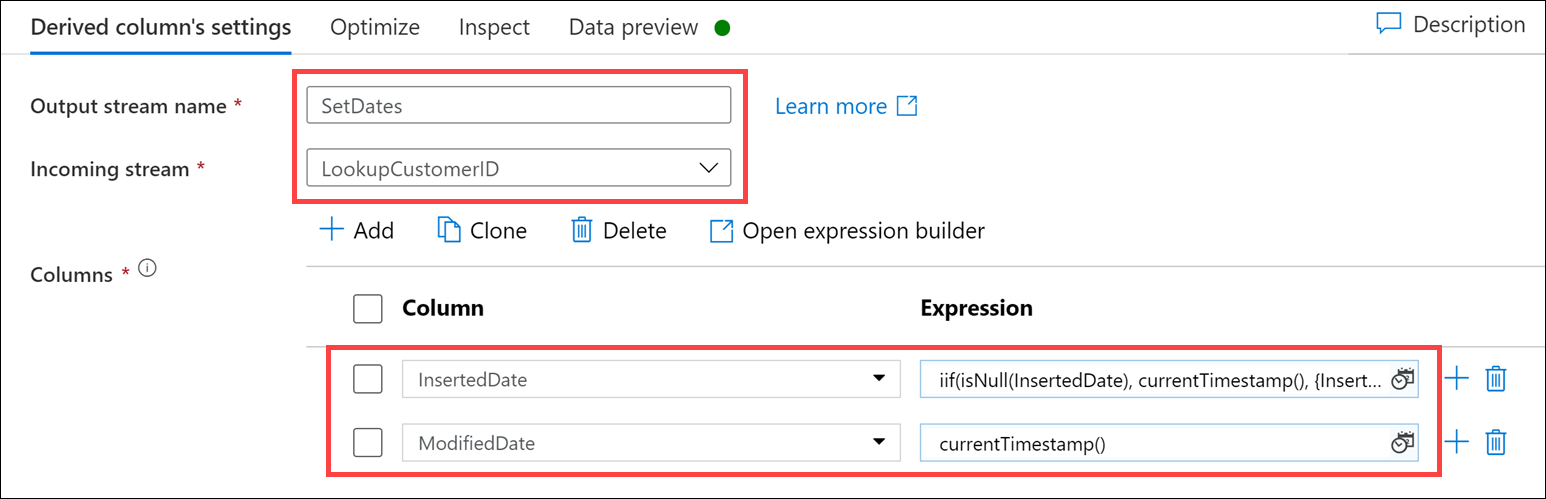 Derived column's settings Optimize Inspect Data preview Description
Output stream name * SetDates Learn more
Incoming stream * LookupCustomerID
+ Add Clone Delete Open expression builder
Columns *
Column Expression
InsertedDate iif(isNull(InsertedDate), currentTimestamp(), {Insert...
ModifiedDate currentTimestamp()